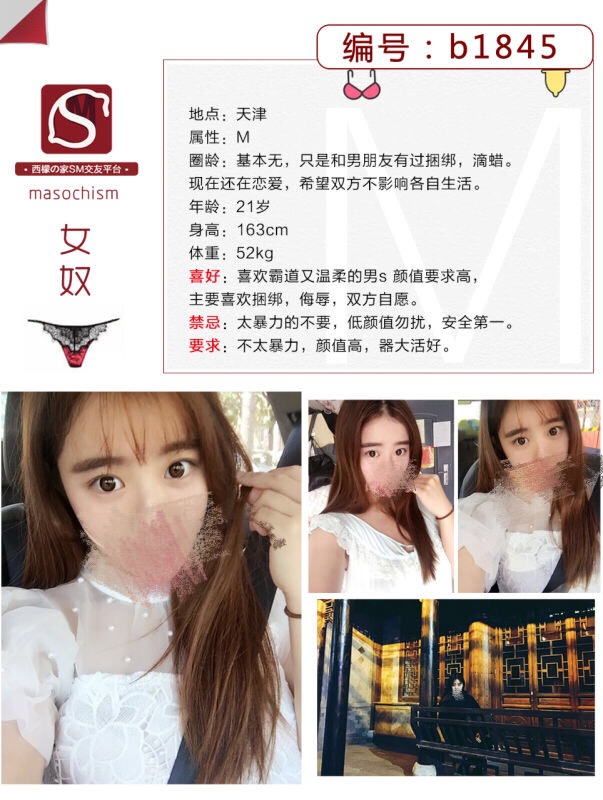 编号：b1845
S
M
西檬の家SM交友平台
masochism
女奴
地点：天津
属性：M
圈龄：基本无，只是和男朋友有过捆绑，滴蜡。
现在还在恋爱，希望双方不影响各自生活。
年龄：21岁
身高：163cm
体重：52kg
喜好：喜欢霸道又温柔的男s 颜值要求高，
主要喜欢捆绑，侮辱，双方自愿。
禁忌：太暴力的不要，低颜值勿扰，安全第一。
要求：不太暴力，颜值高，器大活好。
M